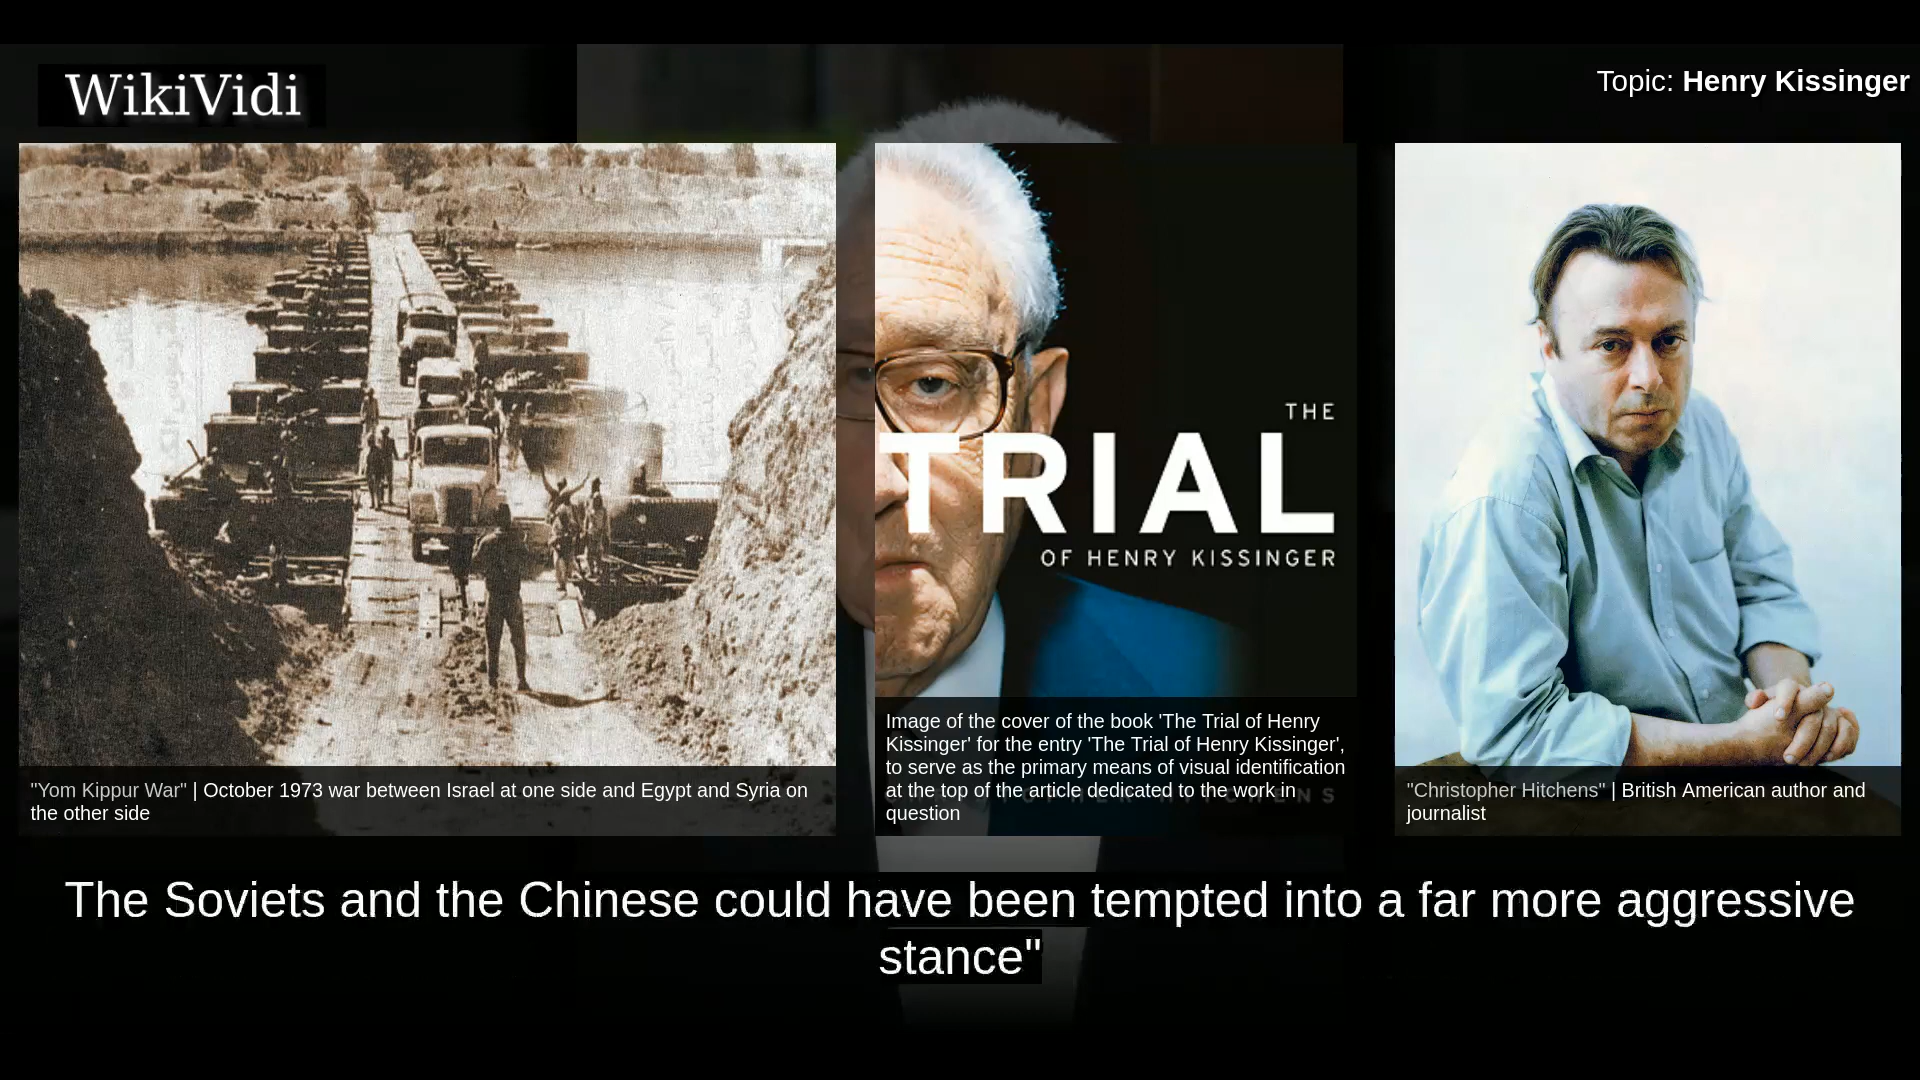 WikiVidi
Topic: Henry Kissinger
THE
TRIAL
OF HENRY KISSINGER
"Yom Kippur War" | October 1973 war between Israel at one side and Egypt and Syria on
the other side
Image of the cover of the book 'The Trial of Henry
Kissinger' for the entry 'The Trial of Henry Kissinger',
to serve as the primary means of visual identification
at the top of the article dedicated to the work in
question
"Christopher Hitchens" | British American author and
journalist
The Soviets and the Chinese could have been tempted into a far more aggressive
stance"